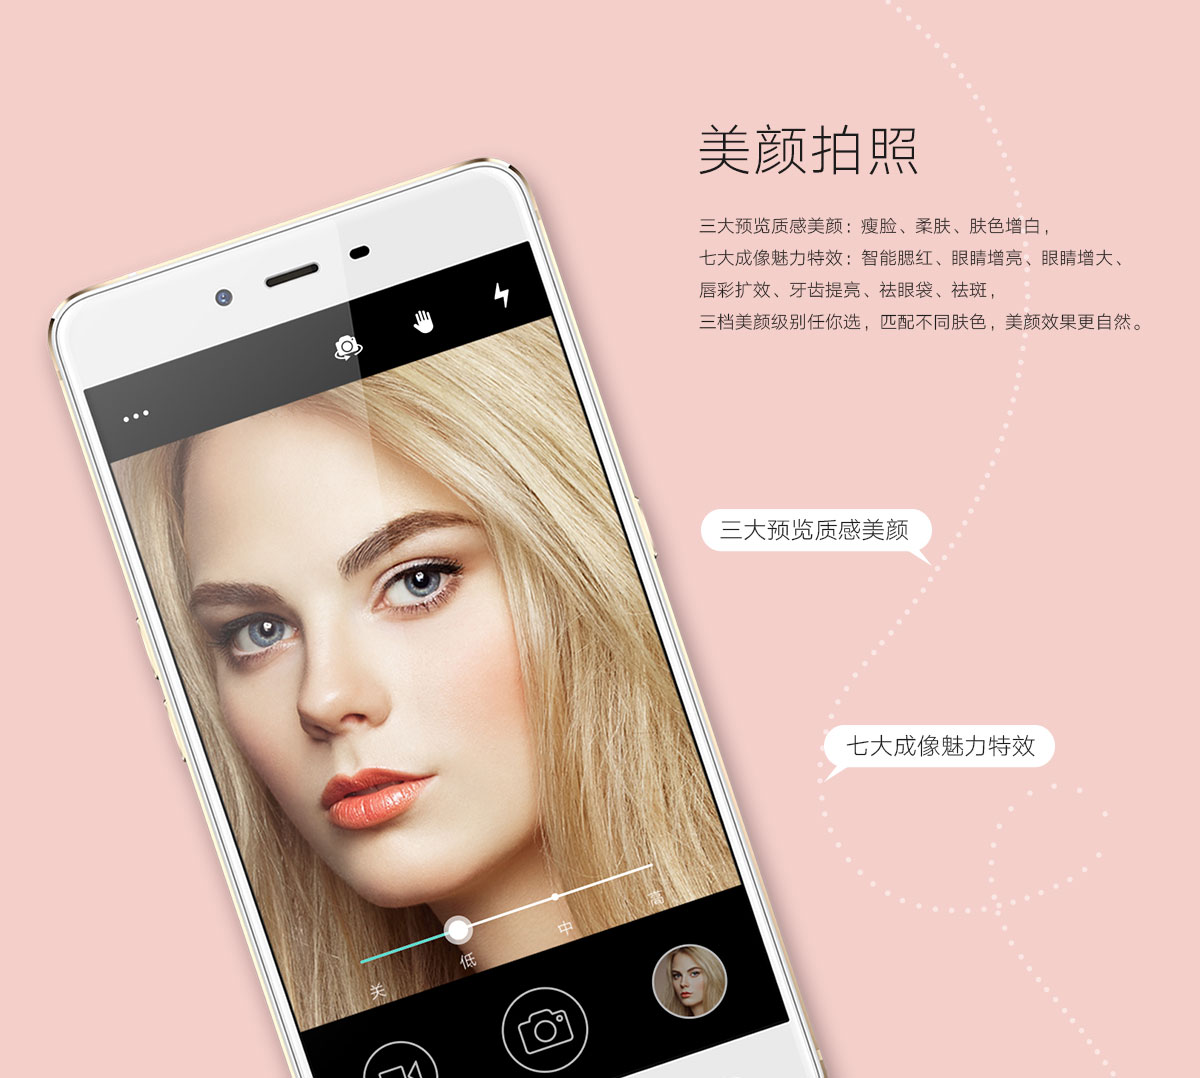 美颜拍照
三大预览质感美颜：瘦脸、柔肤、肤色增白，
七大成像魅力特效：智能腮红、眼睛增亮、眼睛增大、
唇彩扩效、牙齿提亮、祛眼袋、祛斑，
三档美颜级别任你选，匹配不同肤色，美颜效果更自然。
三大预览质感美颜
七大成像魅力特效
高
中
低
关